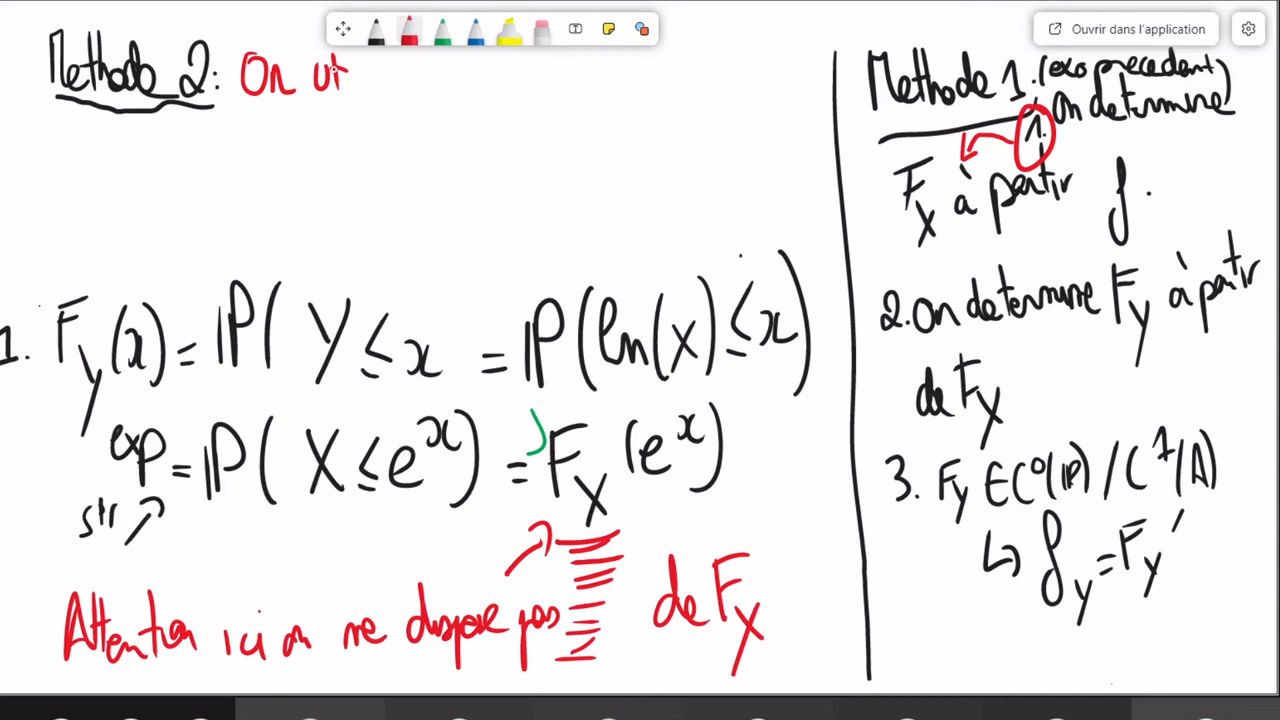 Ouvrir dans l'application
Methode 2: On ut
1. F_Y(x) = P( Y ≤ x = P(ln(X) ≤ x)
exp = P( X ≤ e^x) = F_X (e^x)
str ↗
Attention ici on ne dispose pas de F_X
Methode 1. (exo precedent)
1. On determine
F_X à partir f.
2. On determine F_Y à partir
de F_X
3. F_Y ∈ C⁰(R) / C¹/A)
↳ f_Y = F_Y'